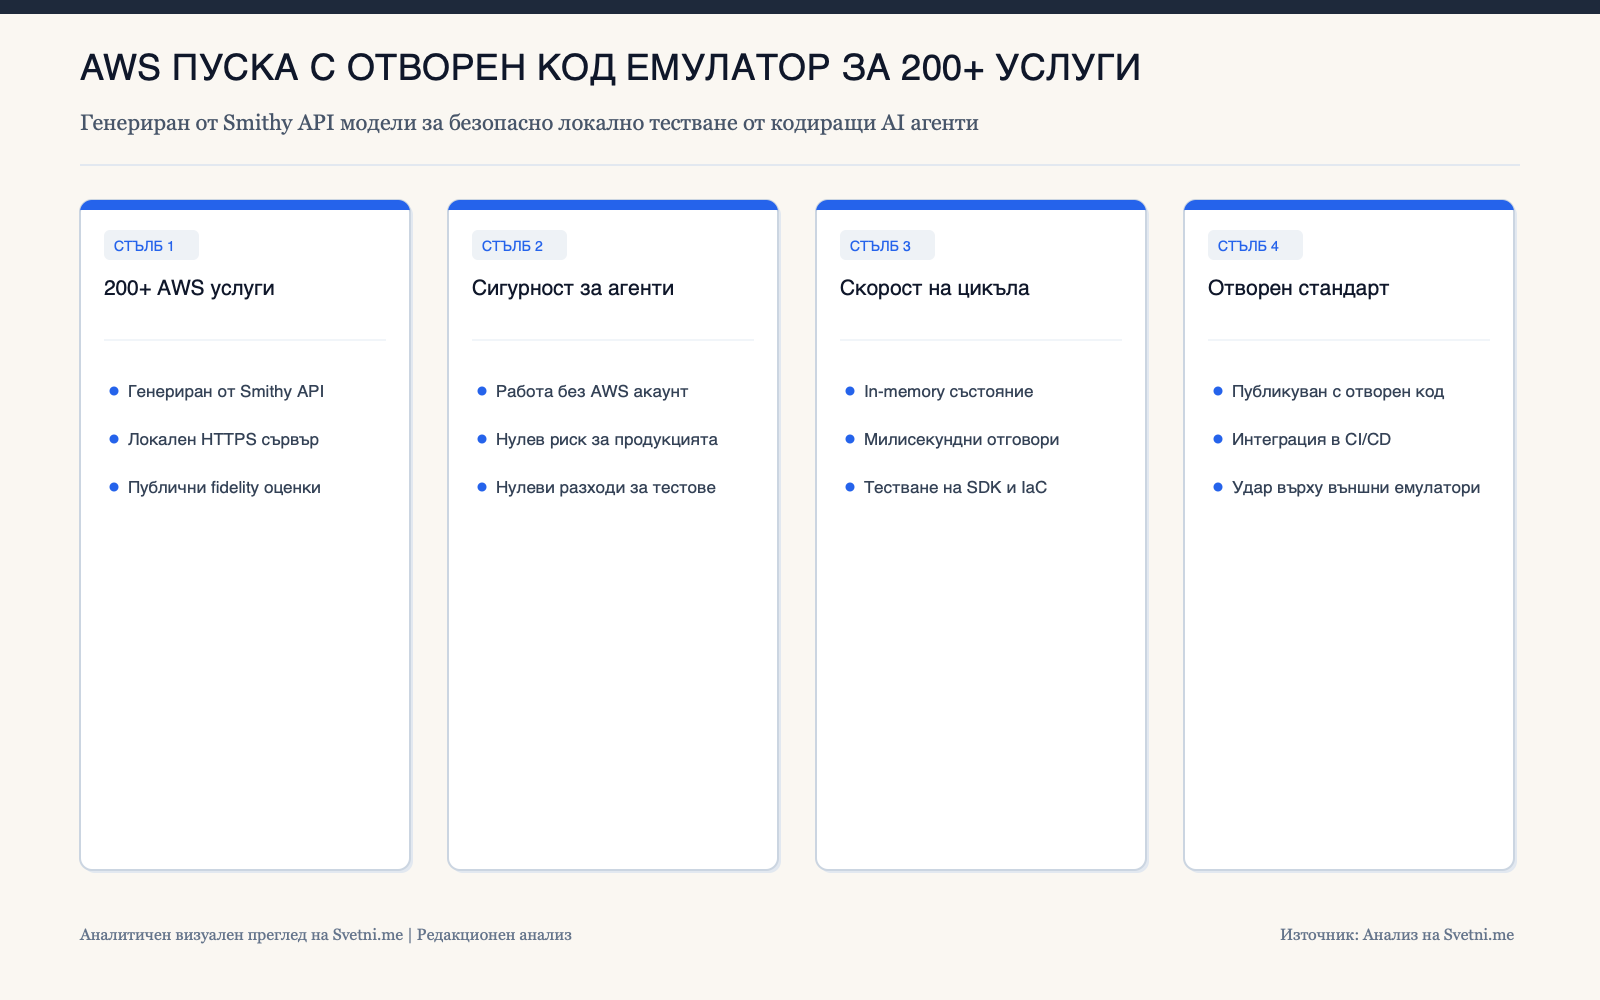 AWS ПУСКА С ОТВОРЕН КОД ЕМУЛАТОР ЗА 200+ УСЛУГИ
Генериран от Smithy API модели за безопасно локално тестване от кодиращи AI агенти
СТЪЛБ 1
200+ AWS услуги
Генериран от Smithy API
Локален HTTPS сървър
Публични fidelity оценки
СТЪЛБ 2
Сигурност за агенти
Работа без AWS акаунт
Нулев риск за продукцията
Нулеви разходи за тестове
СТЪЛБ 3
Скорост на цикъла
In-memory състояние
Милисекундни отговори
Тестване на SDK и IaC
СТЪЛБ 4
Отворен стандарт
Публикуван с отворен код
Интеграция в CI/CD
Удар върху външни емулатори
Аналитичен визуален преглед на Svetni.me | Редакционен анализ
Източник: Анализ на Svetni.me